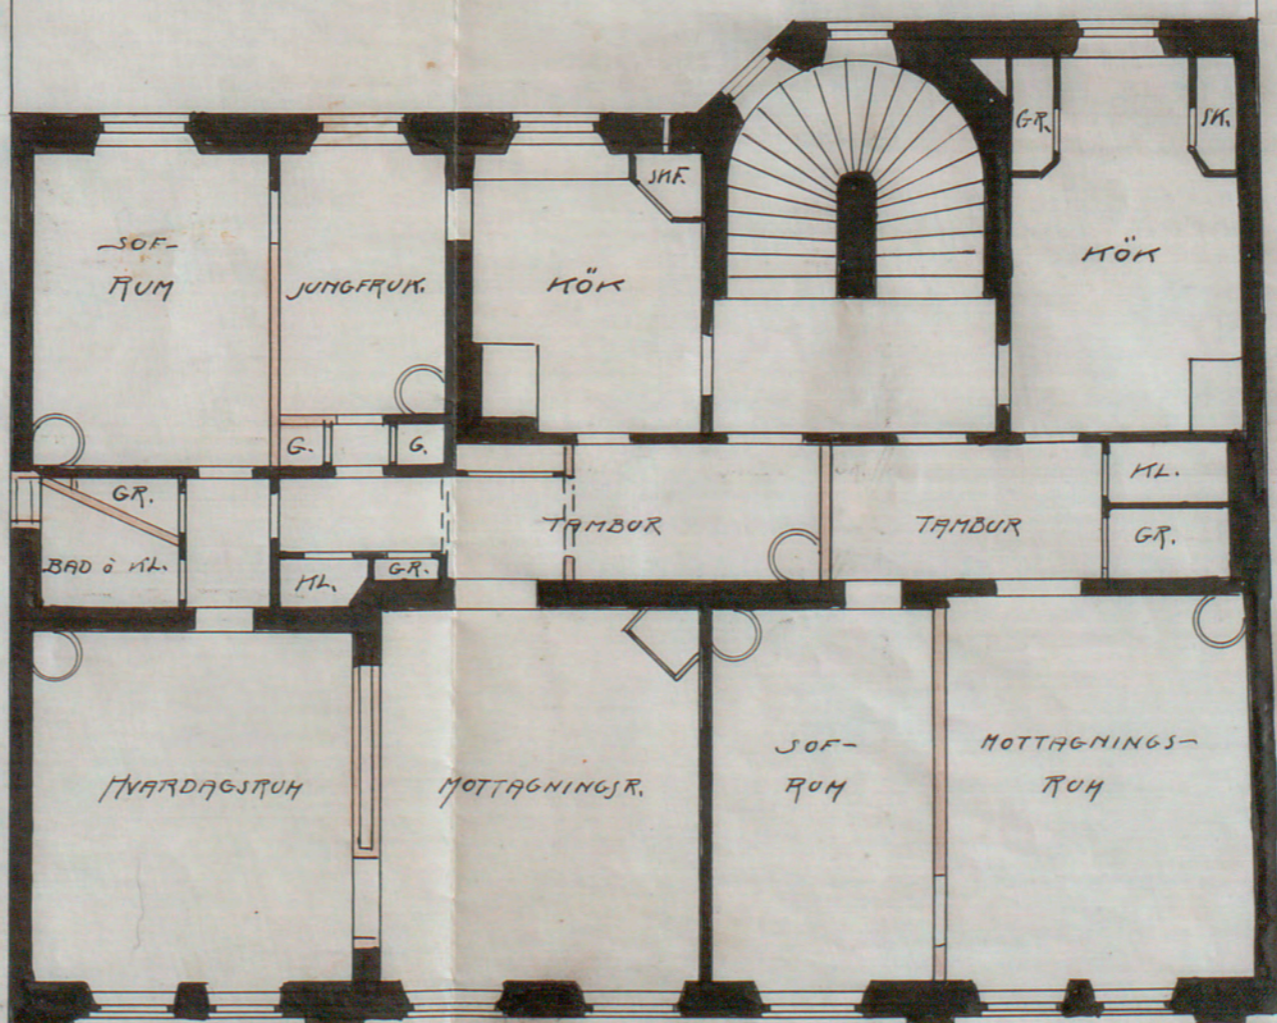 GR.
SK.
SKF.
SOF-
RUM
JUNGFRUK.
KÖK
KÖK
G.
G.
GR.
BAD ò KL.
KL.
GR.
TAMBUR
TAMBUR
KL.
GR.
HVARDAGSRUM
MOTTAGNINGSR.
SOF-
RUM
MOTTAGNINGS-
RUM